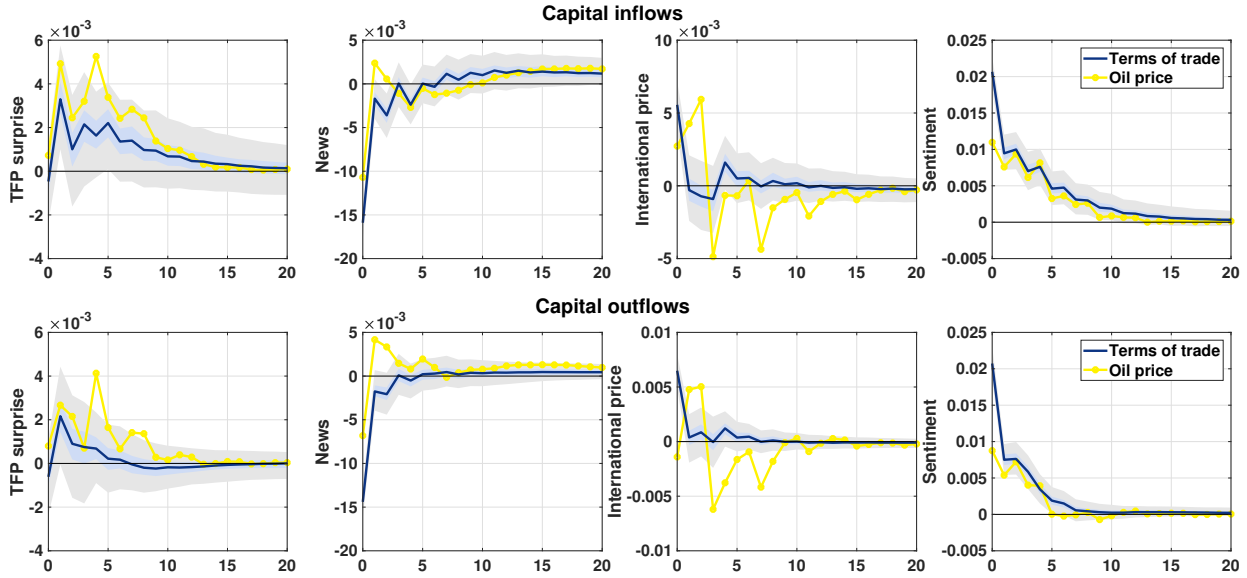 Capital inflows
×10⁻³
TFP surprise
6
4
2
0
-2
-4
0 5 10 15 20
×10⁻³
News
5
0
-5
-10
-15
-20
0 5 10 15 20
×10⁻³
International price
10
5
0
-5
0 5 10 15 20
Sentiment
0.025
0.02
0.015
0.01
0.005
0
-0.005
0 5 10 15 20
Terms of trade
Oil price
Capital outflows
×10⁻³
TFP surprise
6
4
2
0
-2
-4
0 5 10 15 20
×10⁻³
News
5
0
-5
-10
-15
-20
0 5 10 15 20
International price
0.01
0.005
0
-0.005
-0.01
0 5 10 15 20
Sentiment
0.025
0.02
0.015
0.01
0.005
0
-0.005
0 5 10 15 20
Terms of trade
Oil price